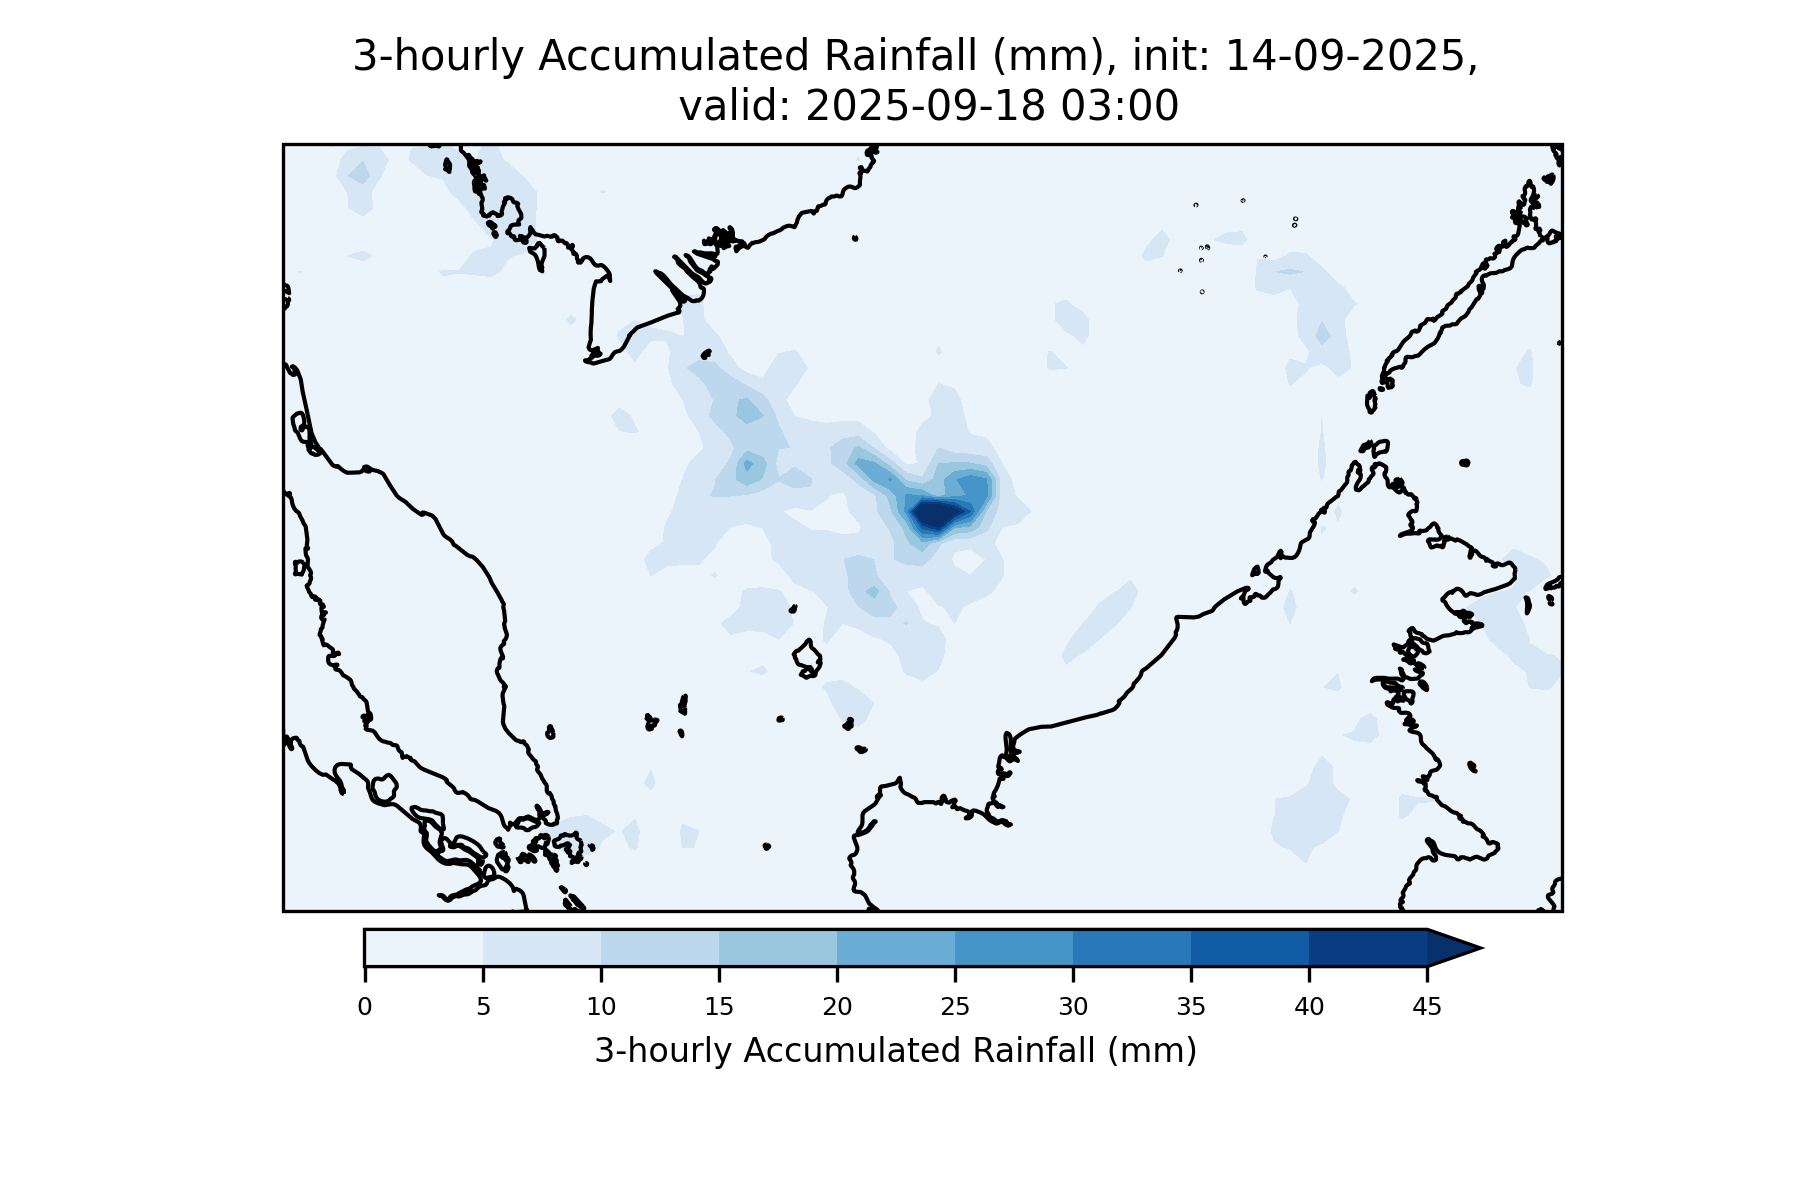 3-hourly Accumulated Rainfall (mm), init: 14-09-2025,
valid: 2025-09-18 03:00
0 5 10 15 20 25 30 35 40 45
3-hourly Accumulated Rainfall (mm)